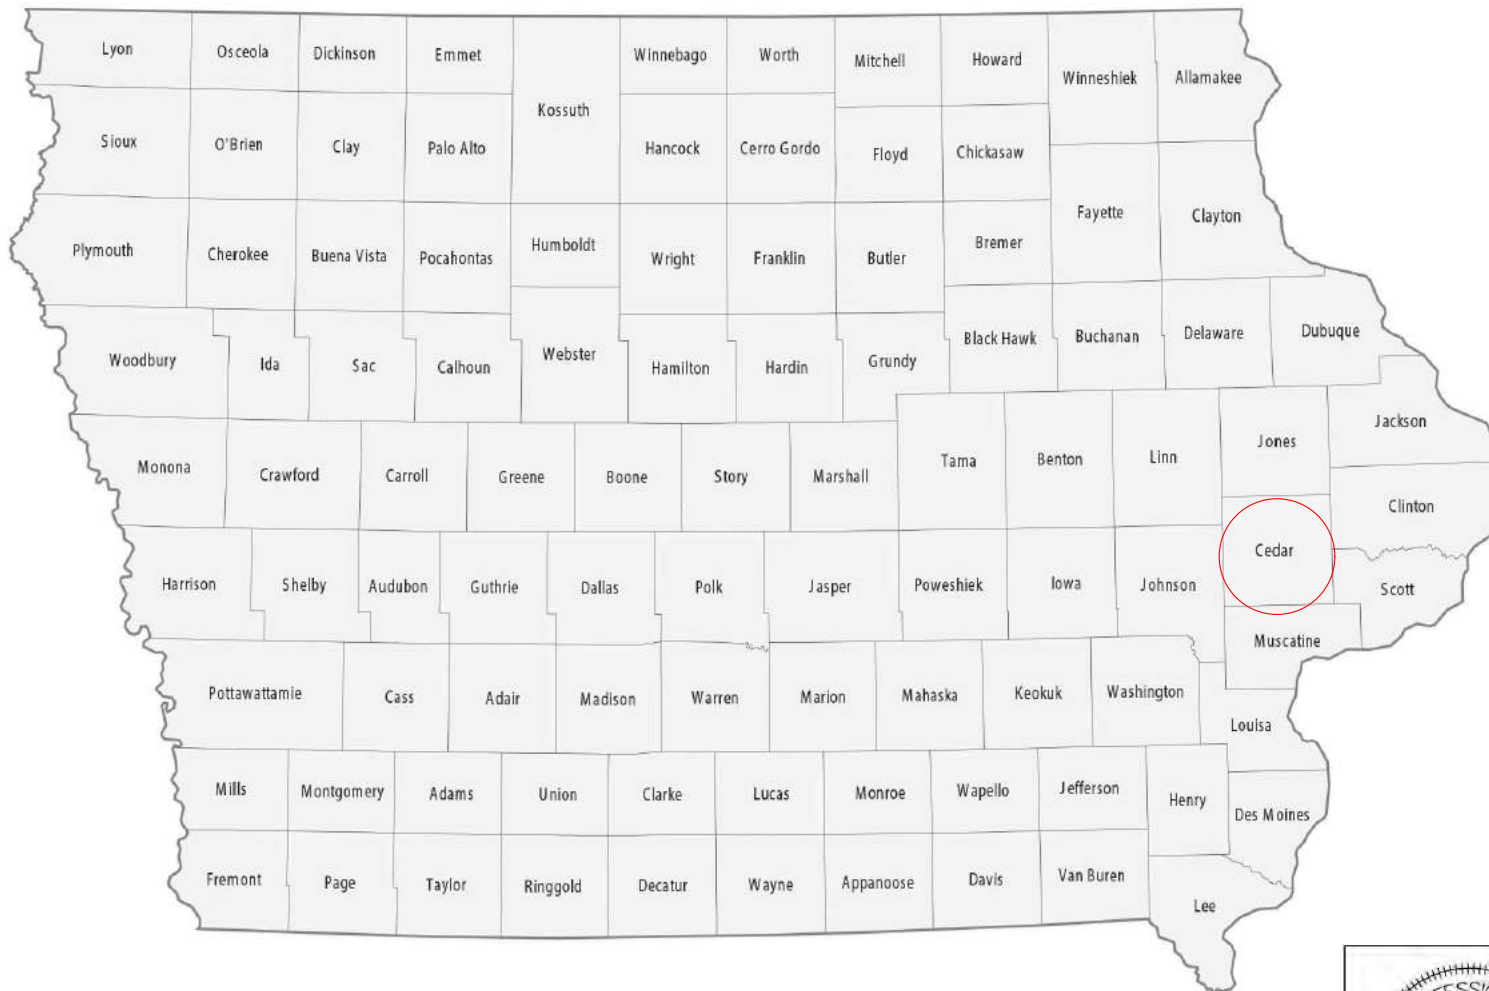 Lyon
Osceola
Dickinson
Emmet
Kossuth
Winnebago
Worth
Mitchell
Howard
Winneshiek
Allamakee
Sioux
O'Brien
Clay
Palo Alto
Hancock
Cerro Gordo
Floyd
Chickasaw
Fayette
Clayton
Plymouth
Cherokee
Buena Vista
Pocahontas
Humboldt
Wright
Franklin
Butler
Bremer
Woodbury
Ida
Sac
Calhoun
Webster
Hamilton
Hardin
Grundy
Black Hawk
Buchanan
Delaware
Dubuque
Monona
Crawford
Carroll
Greene
Boone
Story
Marshall
Tama
Benton
Linn
Jones
Jackson
Clinton
Cedar
Harrison
Shelby
Audubon
Guthrie
Dallas
Polk
Jasper
Poweshiek
Iowa
Johnson
Scott
Muscatine
Pottawattamie
Cass
Adair
Madison
Warren
Marion
Mahaska
Keokuk
Washington
Louisa
Mills
Montgomery
Adams
Union
Clarke
Lucas
Monroe
Wapello
Jefferson
Henry
Des Moines
Fremont
Page
Taylor
Ringgold
Decatur
Wayne
Appanoose
Davis
Van Buren
Lee